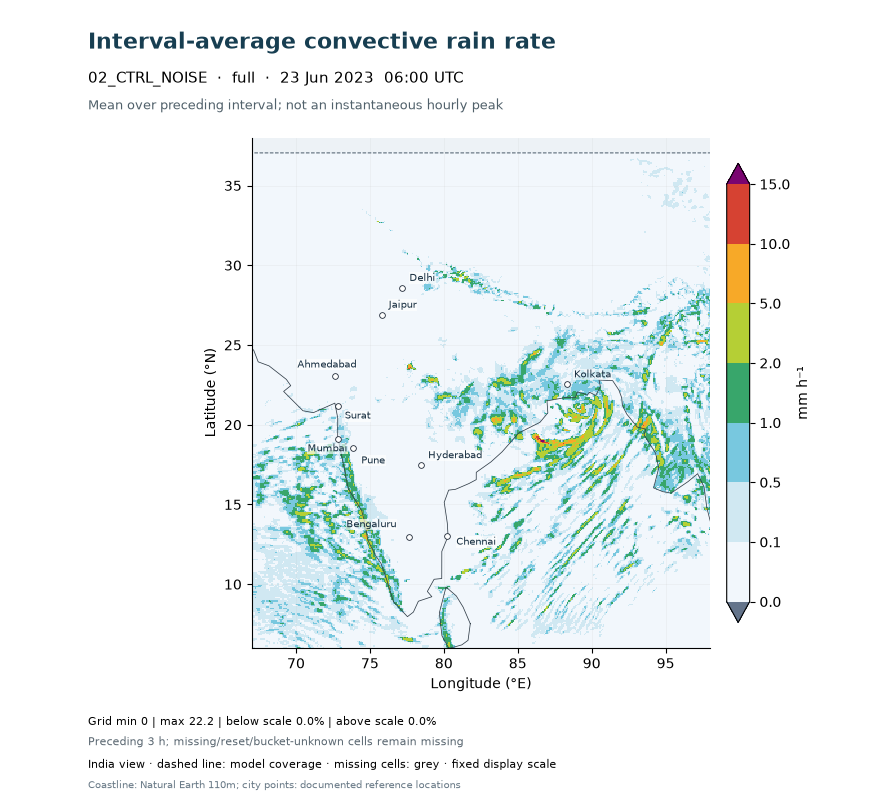 Interval-average convective rain rate
02_CTRL_NOISE · full · 23 Jun 2023 06:00 UTC
Mean over preceding interval; not an instantaneous hourly peak
35
30
25
20
15
10
Latitude (°N)
70
75
80
85
90
95
Longitude (°E)
Delhi
Jaipur
Ahmedabad
Kolkata
Surat
Mumbai
Pune
Hyderabad
Bengaluru
Chennai
15.0
10.0
5.0
2.0
1.0
0.5
0.1
0.0
mm h⁻¹
Grid min 0 | max 22.2 | below scale 0.0% | above scale 0.0%
Preceding 3 h; missing/reset/bucket-unknown cells remain missing
India view · dashed line: model coverage · missing cells: grey · fixed display scale
Coastline: Natural Earth 110m; city points: documented reference locations